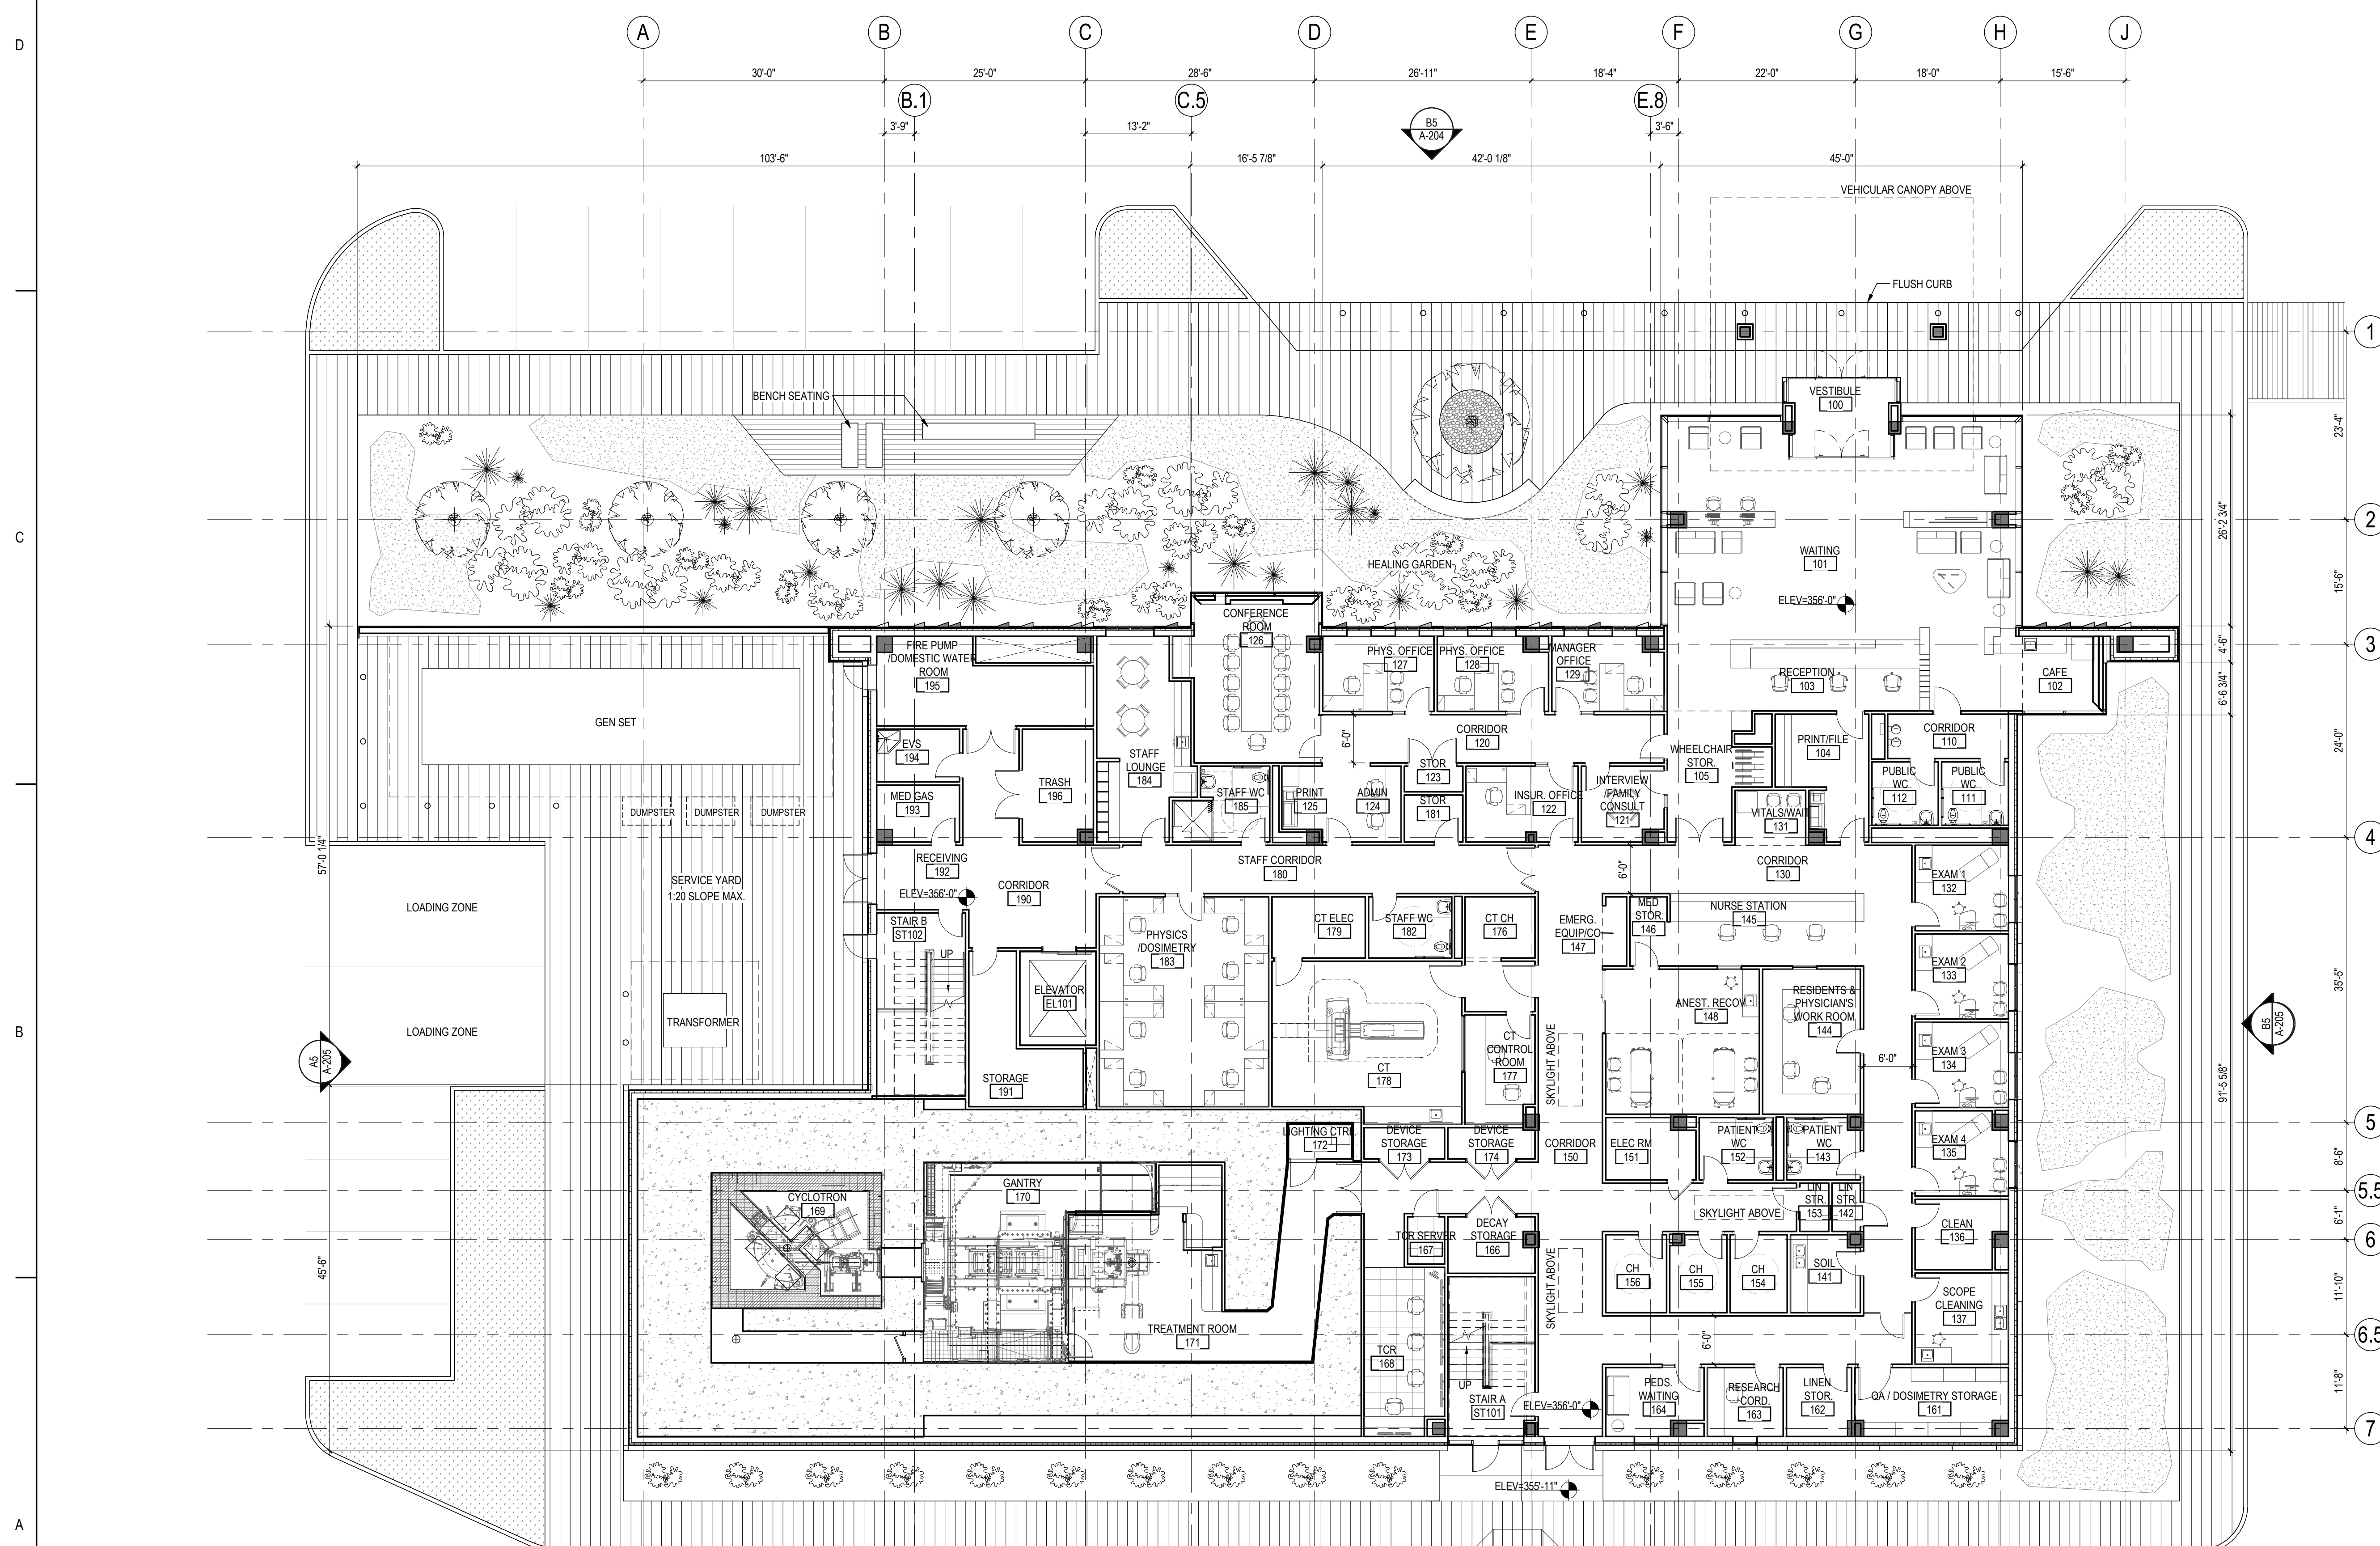 D
A
B
C
D
E
F
G
H
J
30'-0"
25'-0"
28'-6"
26'-11"
18'-4"
22'-0"
18'-0"
15'-6"
B.1
C.5
E.8
3'-9"
13'-2"
B5
A-204
3'-6"
103'-6"
16'-5 7/8"
42'-0 1/8"
45'-0"
VEHICULAR CANOPY ABOVE
FLUSH CURB
1
BENCH SEATING
VESTIBULE
100
23'-4"
C
2
26'-2 3/4"
WAITING
101
HEALING GARDEN
15'-6"
ELEV=356'-0"
CONFERENCE
ROOM
126
3
4'-6"
FIRE PUMP
/DOMESTIC WATER
ROOM
195
PHYS. OFFICE
127
PHYS. OFFICE
128
MANAGER
OFFICE
129
RECEPTION
103
CAFE
102
6'-6 3/4"
GEN SET
EVS
194
STAFF
LOUNGE
184
6'-0"
CORRIDOR
120
WHEELCHAIR
STOR.
105
PRINT/FILE
104
CORRIDOR
110
24'-0"
TRASH
196
STOR
123
PUBLIC
WC
112
PUBLIC
WC
111
MED GAS
193
STAFF WC
185
PRINT
125
ADMIN
124
STOR
181
INSUR. OFFICE
122
INTERVIEW
/FAMILY
CONSULT
121
VITALS/WAIT
131
DUMPSTER
DUMPSTER
DUMPSTER
4
57'-0 1/4"
RECEIVING
192
STAFF CORRIDOR
180
6'-0"
CORRIDOR
130
SERVICE YARD
1:20 SLOPE MAX.
CORRIDOR
190
ELEV=356'-0"
EXAM 1
132
LOADING ZONE
STAIR B
ST102
PHYSICS
/DOSIMETRY
183
CT ELEC
179
STAFF WC
182
CT CH
176
EMERG.
EQUIP/CO
147
MED
STOR.
146
NURSE STATION
145
UP
EXAM 2
133
35'-5"
ELEVATOR
EL101
ANEST. RECOV
148
RESIDENTS &
PHYSICIAN'S
WORK ROOM
144
B
LOADING ZONE
TRANSFORMER
A5
A-205
B5
A-205
CT
CONTROL
ROOM
177
SKYLIGHT ABOVE
EXAM 3
134
6'-0"
STORAGE
191
CT
178
91'-5 5/8"
5
LIGHTING CTRL.
172
DEVICE
STORAGE
173
DEVICE
STORAGE
174
CORRIDOR
150
ELEC RM
151
PATIENT
WC
152
PATIENT
WC
143
EXAM 4
135
8'-6"
GANTRY
170
CYCLOTRON
169
LIN
STR.
153
LIN
STR.
142
5.5
SKYLIGHT ABOVE
6'-1"
TCR SERVER
167
DECAY
STORAGE
166
CLEAN
136
6
45'-6"
CH
156
CH
155
CH
154
SOIL
141
SKYLIGHT ABOVE
11'-10"
SCOPE
CLEANING
137
TREATMENT ROOM
171
6'-0"
6.5
TCR
168
UP
STAIR A
ST101
ELEV=356'-0"
PEDS.
WAITING
164
RESEARCH
CORD.
163
LINEN
STOR.
162
QA / DOSIMETRY STORAGE
161
11'-8"
7
ELEV=355'-11"
A